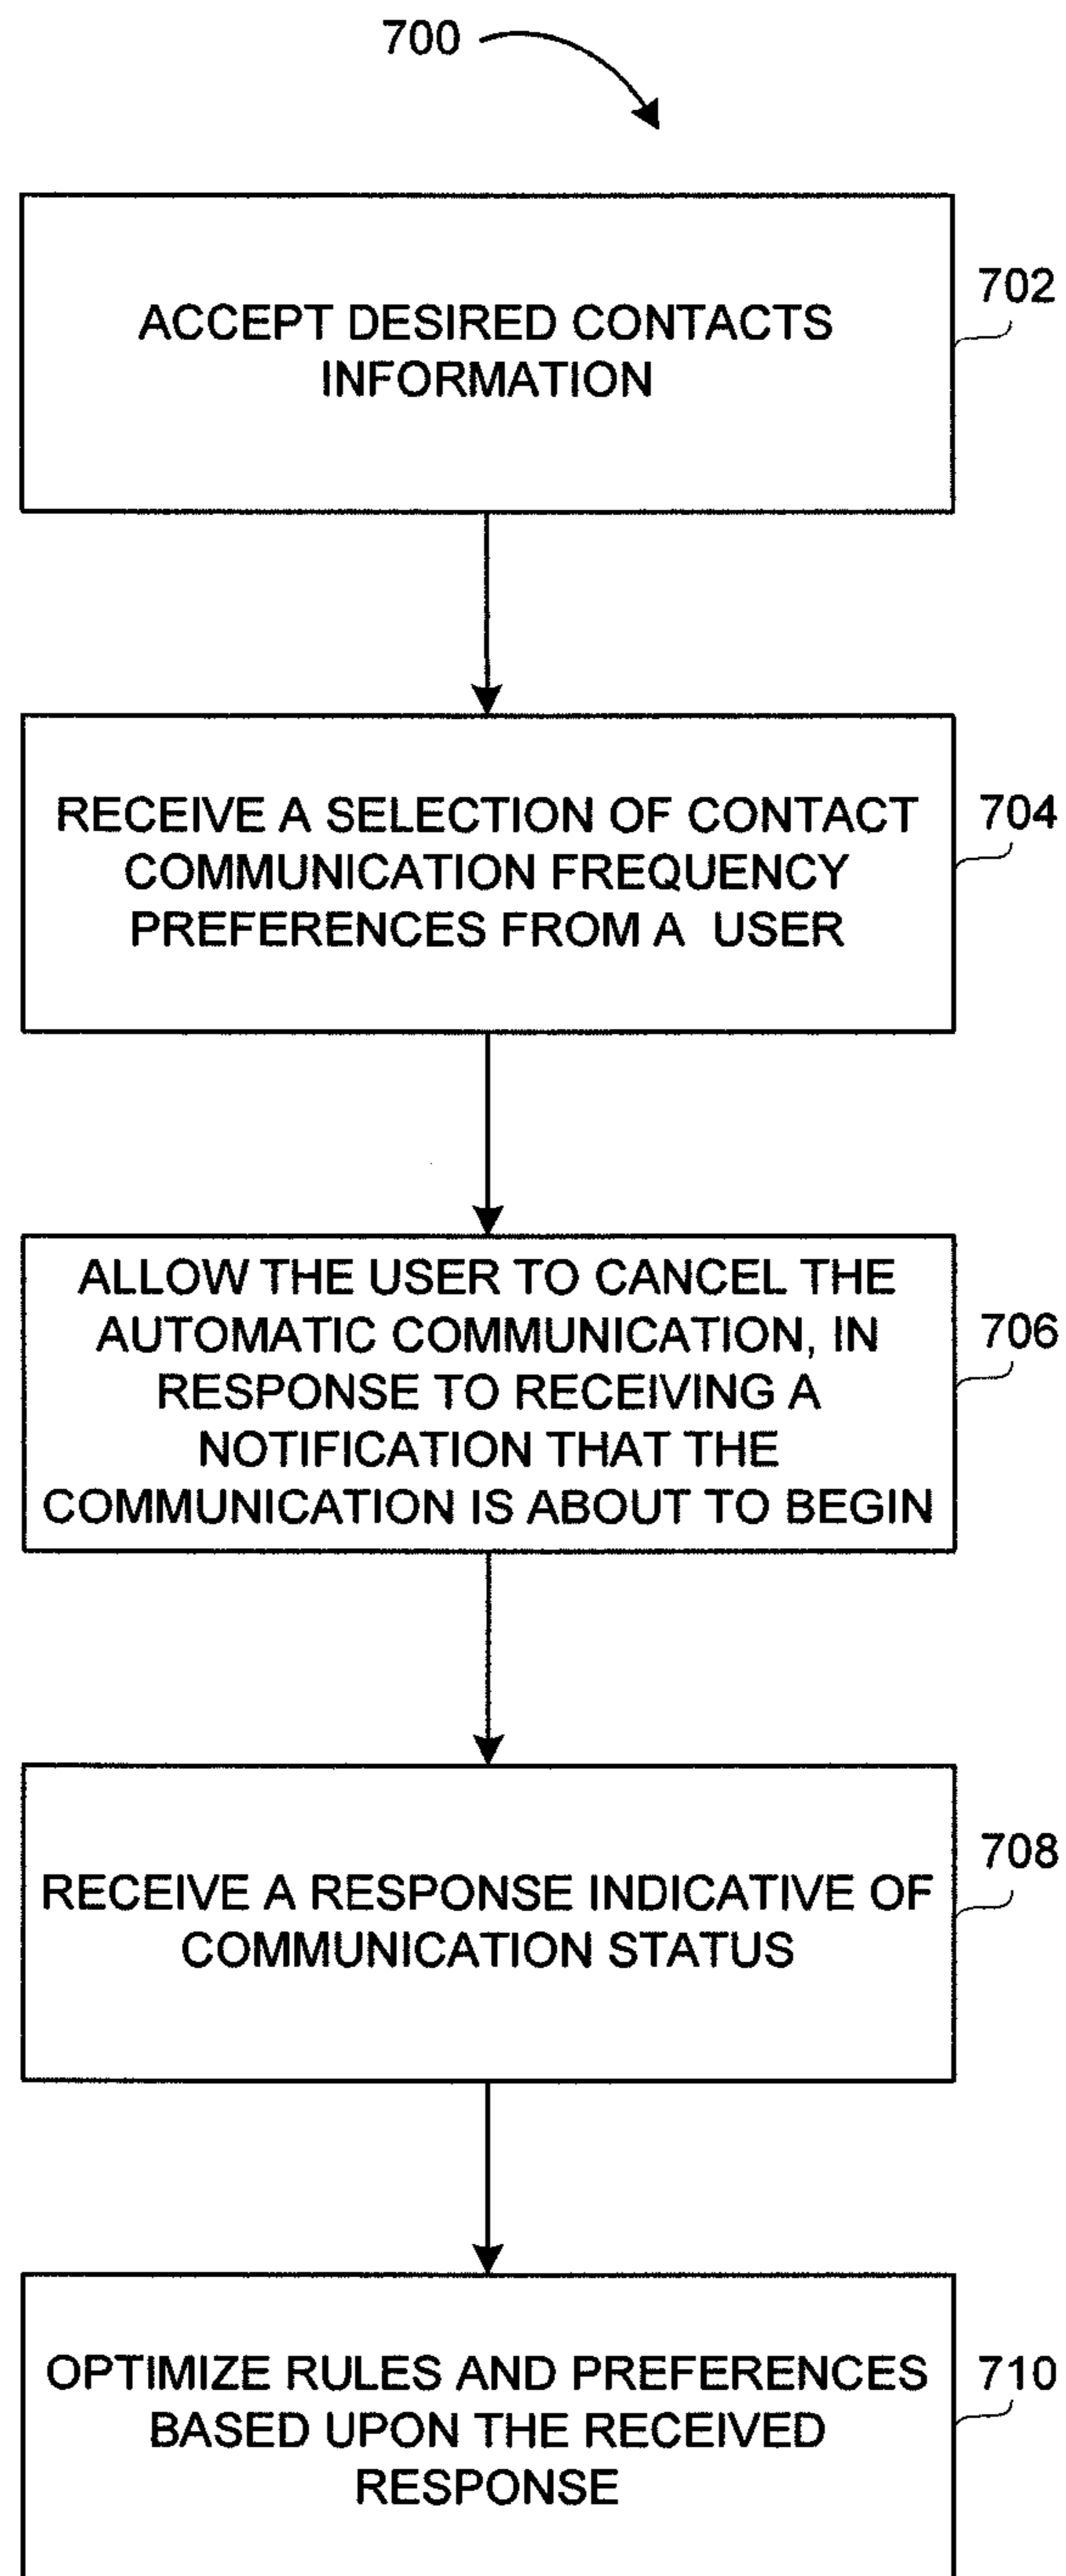 700
ACCEPT DESIRED CONTACTS
INFORMATION
702
RECEIVE A SELECTION OF CONTACT
COMMUNICATION FREQUENCY
PREFERENCES FROM A USER
704
ALLOW THE USER TO CANCEL THE
AUTOMATIC COMMUNICATION, IN
RESPONSE TO RECEIVING A
NOTIFICATION THAT THE
COMMUNICATION IS ABOUT TO BEGIN
706
RECEIVE A RESPONSE INDICATIVE OF
COMMUNICATION STATUS
708
OPTIMIZE RULES AND PREFERENCES
BASED UPON THE RECEIVED
RESPONSE
710